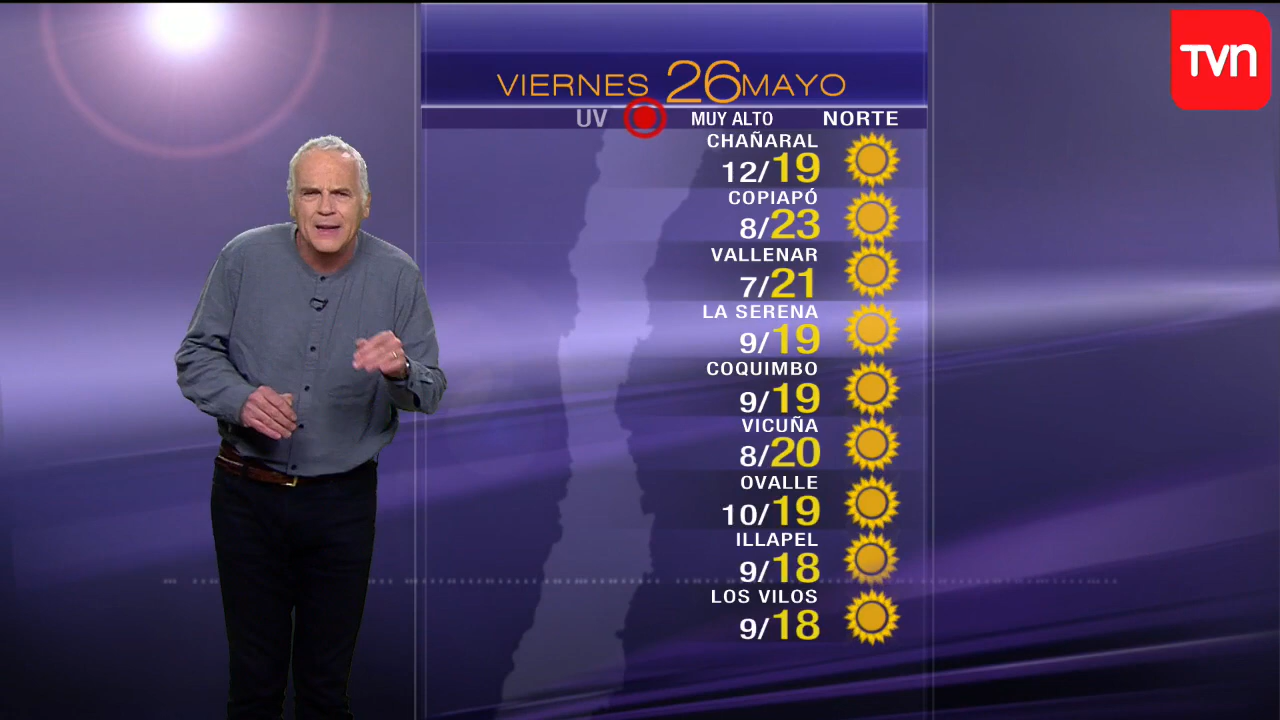 TVN
VIERNES 26 MAYO
UV MUY ALTO NORTE
CHAÑARAL
12/19
COPIAPÓ
8/23
VALLENAR
7/21
LA SERENA
9/19
COQUIMBO
9/19
VICUÑA
8/20
OVALLE
10/19
ILLAPEL
9/18
LOS VILOS
9/18